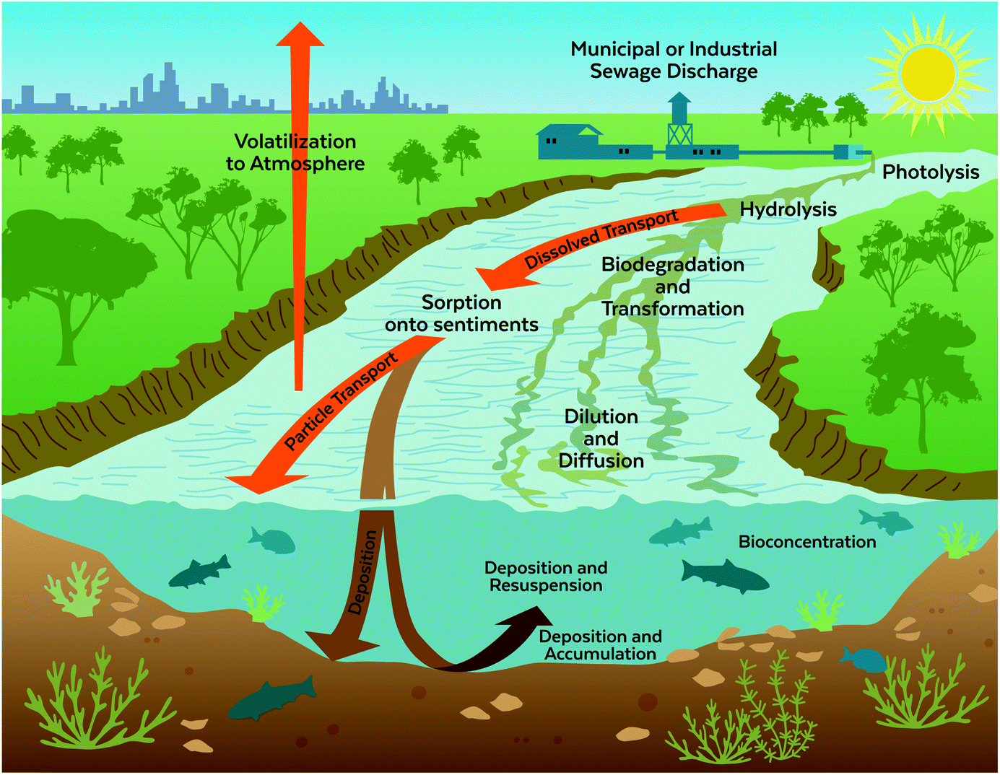 Municipal or Industrial
Sewage Discharge
Volatilization
to Atmosphere
Photolysis
Hydrolysis
Dissolved Transport
Biodegradation
and
Transformation
Sorption
onto sentiments
Particle Transport
Dilution
and
Diffusion
Bioconcentration
Deposition
Deposition and
Resuspension
Deposition and
Accumulation